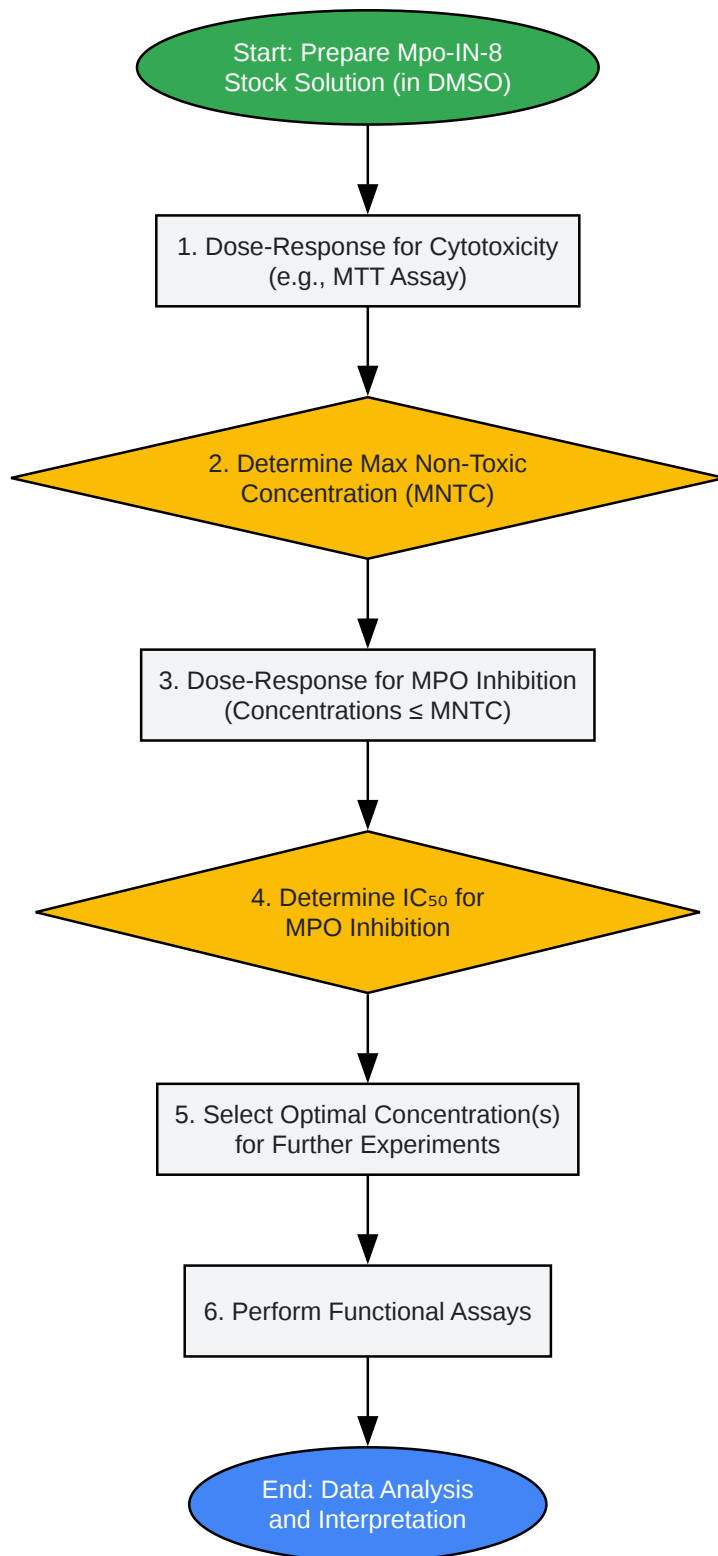 Start: Prepare Mpo-IN-8
Stock Solution (in DMSO)
1. Dose-Response for Cytotoxicity
(e.g., MTT Assay)
2. Determine Max Non-Toxic
Concentration (MNTC)
3. Dose-Response for MPO Inhibition
(Concentrations ≤ MNTC)
4. Determine IC₅₀ for
MPO Inhibition
5. Select Optimal Concentration(s)
for Further Experiments
6. Perform Functional Assays
End: Data Analysis
and Interpretation